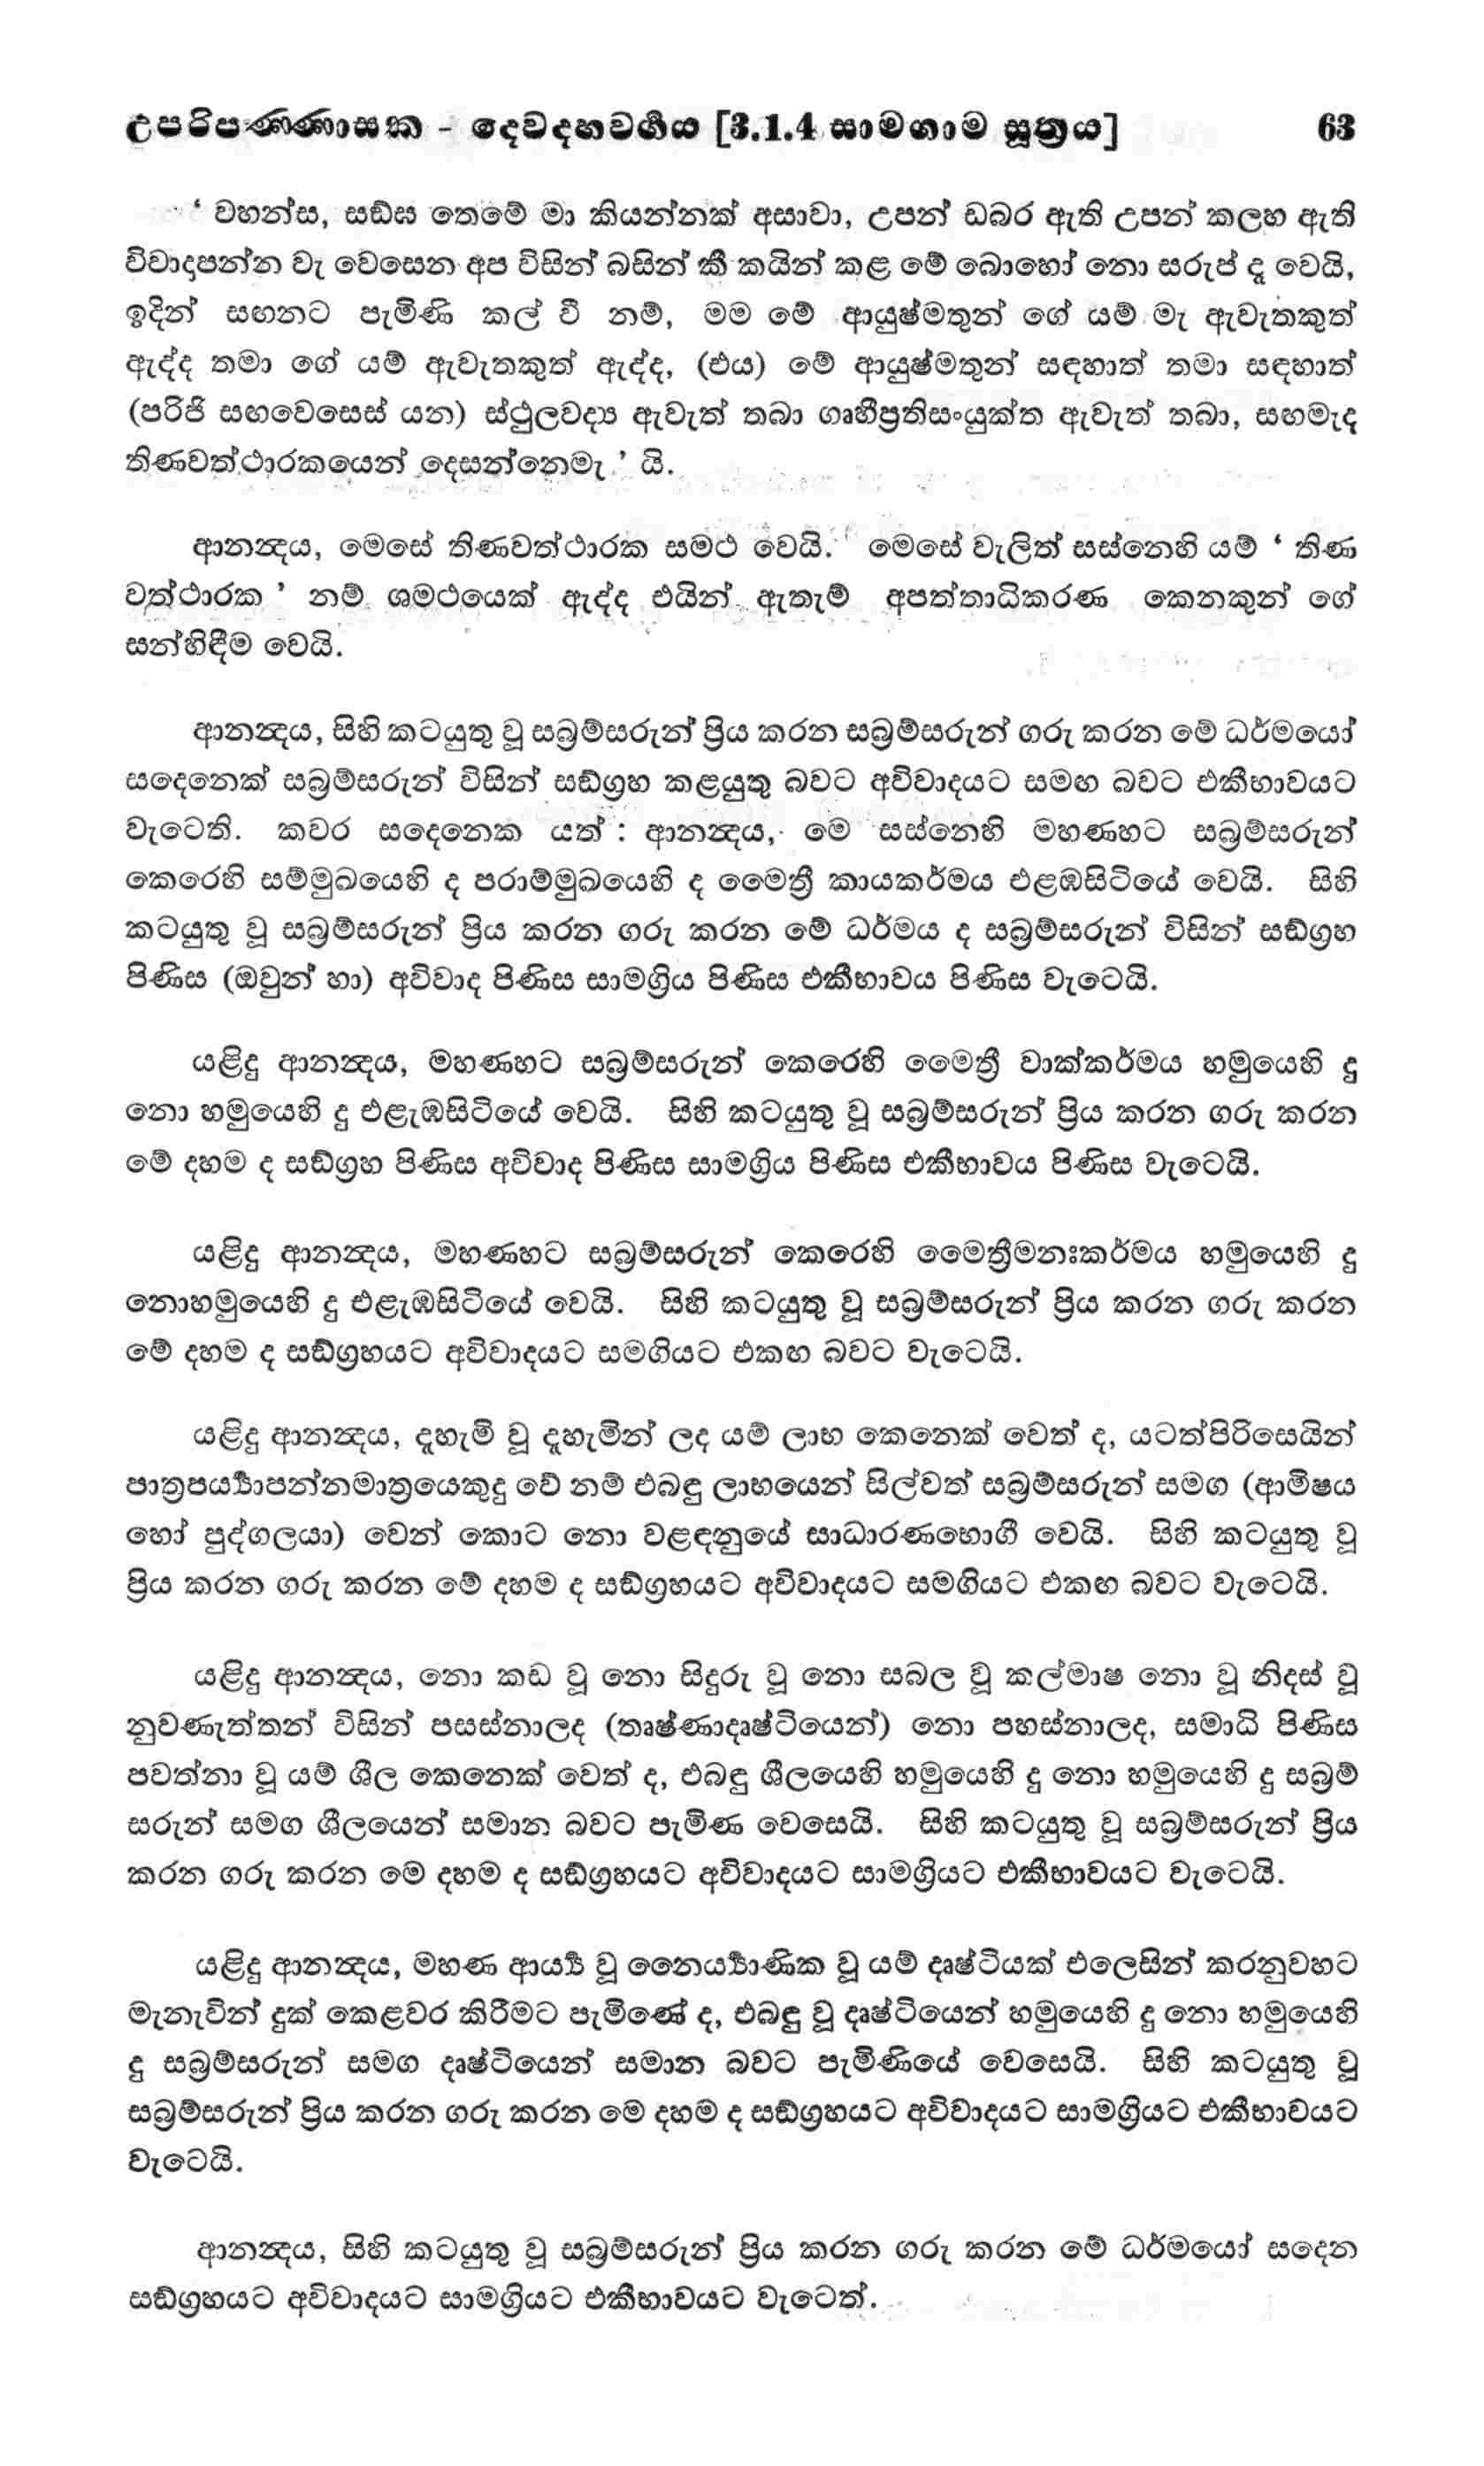 උපරිපණ්ණාසක - දෙවදහවර්ගය [3.1.4 සාමගාම සූත්‍රය] 63
‘ වහන්ස, සඬ්ඝ තෙමේ මා කියන්නක් අසාවා, උපන් ඩබර ඇති උපන් කලහ ඇති
විවාදාපන්න වැ වෙසෙන අප විසින් බසින් කී කයින් කළ මේ බොහෝ නො සරුප් දෑ වෙයි,
ඉදින් සඟනට පැමිණි කල් වී නම්, මම මේ ආයුෂ්මතුන් ගේ යම් මැ ඇවැතකුත්
ඇද්ද තමා ගේ යම් ඇවැතකුත් ඇද්ද, (එය) මේ ආයුෂ්මතුන් සඳහාත් තමා සඳහාත්
(පරිජි සඟවෙසෙස් යන) ස්ථුලවද්‍ය ඇවැත් තබා ගෘහීප්‍රතිසංයුක්ත ඇවැත් තබා, සඟමැද
තිණවත්ථාරකයෙන් දෙසන්නෙමැ ’ යි.
ආනන්‍දය, මෙසේ තිණවත්ථාරක සමථ වෙයි. මෙසේ වැලිත් සස්නෙහි යම් ‘ තිණ
වත්ථාරක ’ නම් ශමථයෙක් ඇද්ද එයින් ඇතැම් අපත්තාධිකරණ කෙනකුන් ගේ
සන්හිඳීම වෙයි.
ආනන්‍දය, සිහි කටයුතු වූ සබ්‍රම්සරුන් ප්‍රිය කරන සබ්‍රම්සරුන් ගරු කරන මේ ධර්මයෝ
සදෙනෙක් සබ්‍රම්සරුන් විසින් සඬ්ග්‍රහ කළයුතු බවට අවිවාදයට සමඟ බවට එකීභාවයට
වැටෙති. කවර සදෙනෙක යත් : ආනන්‍දය, මෙ සස්නෙහි මහණහට සබ්‍රම්සරුන්
කෙරෙහි සම්මුඛයෙහි ද පරාම්මුඛයෙහි ද මෛත්‍රී කායකර්මය එළඹසිටියේ වෙයි. සිහි
කටයුතු වූ සබ්‍රම්සරුන් ප්‍රිය කරන ගරු කරන මේ ධර්මය ද සබ්‍රම්සරුන් විසින් සඬ්ග්‍රහ
පිණිස (ඔවුන් හා) අවිවාද පිණිස සාමග්‍රිය පිණිස එකීභාවය පිණිස වැටෙයි.
යළිදු ආනන්‍දය, මහණහට සබ්‍රම්සරුන් කෙරෙහි මෛත්‍රී වාක්කර්මය හමුයෙහි දු
නො හමුයෙහි දු එළැඹසිටියේ වෙයි. සිහි කටයුතු වූ සබ්‍රම්සරුන් ප්‍රිය කරන ගරු කරන
මේ දහම ද සඬ්ග්‍රහ පිණිස අවිවාද පිණිස සාමග්‍රිය පිණිස එකීභාවය පිණිස වැටෙයි.
යළිදු ආනන්‍දය, මහණහට සබ්‍රම්සරුන් කෙරෙහි මෛත්‍රීමනඃකර්මය හමුයෙහි දු
නොහමුයෙහි දු එළැඹසිටියේ වෙයි. සිහි කටයුතු වූ සබ්‍රම්සරුන් ප්‍රිය කරන ගරු කරන
මේ දහම ද සඬ්ග්‍රහයට අවිවාදයට සමගියට එකඟ බවට වැටෙයි.
යළිදු ආනන්‍දය, දැහැමි වූ දැහැමින් ලද යම් ලාභ කෙනෙක් වෙත් ද, යටත්පිරිසෙයින්
පාත්‍රපර්‍ය්‍යාපන්නමාත්‍රයෙකුදු වේ නම් එබඳු ලාභයෙන් සිල්වත් සබ්‍රම්සරුන් සමග (ආමිෂය
හෝ පුද්ගලයා) වෙන් කොට නො වළඳනුයේ සාධාරණභොගී වෙයි. සිහි කටයුතු වූ
ප්‍රිය කරන ගරු කරන මේ දහම ද සඬ්ග්‍රහයට අවිවාදයට සමගියට එකඟ බවට වැටෙයි.
යළිදු ආනන්‍දය, නො කඩ වූ නො සිදුරු වූ නො සබල වූ කල්මාෂ නො වූ නිදස් වූ
නුවණැත්තන් විසින් පසස්නාලද (තෘෂ්ණාදෘෂ්ටියෙන්) නො පහස්නාලද, සමාධි පිණිස
පවත්නා වූ යම් ශීල කෙනෙක් වෙත් ද, එබඳු ශීලයෙහි හමුයෙහි දු නො හමුයෙහි දු සබ්‍රම්
සරුන් සමග ශීලයෙන් සමාන බවට පැමිණ වෙසෙයි. සිහි කටයුතු වූ සබ්‍රම්සරුන් ප්‍රිය
කරන ගරු කරන මෙ දහම ද සඬ්ග්‍රහයට අවිවාදයට සාමග්‍රියට එකීභාවයට වැටෙයි.
යළිදු ආනන්‍දය, මහණ ආර්‍ය්‍ය වූ නෛර්‍ය්‍යාණික වූ යම් දෘෂ්ටියක් එලෙසින් කරනුවහට
මැනැවින් දුක් කෙළවර කිරීමට පැමිණේ ද, එබඳු වූ දෘෂ්ටියෙන් හමුයෙහි දු නො හමුයෙහි
දු සබ්‍රම්සරුන් සමග දෘෂ්ටියෙන් සමාන බවට පැමිණියේ වෙසෙයි. සිහි කටයුතු වූ
සබ්‍රම්සරුන් ප්‍රිය කරන ගරු කරන මෙ දහම ද සඬ්ග්‍රහයට අවිවාදයට සාමග්‍රියට එකීභාවයට
වැටෙයි.
ආනන්‍දය, සිහි කටයුතු වූ සබ්‍රම්සරුන් ප්‍රිය කරන ගරු කරන මේ ධර්මයෝ සදෙන
සඬ්ග්‍රහයට අවිවාදයට සාමග්‍රියට එකීභාවයට වැටෙත්.